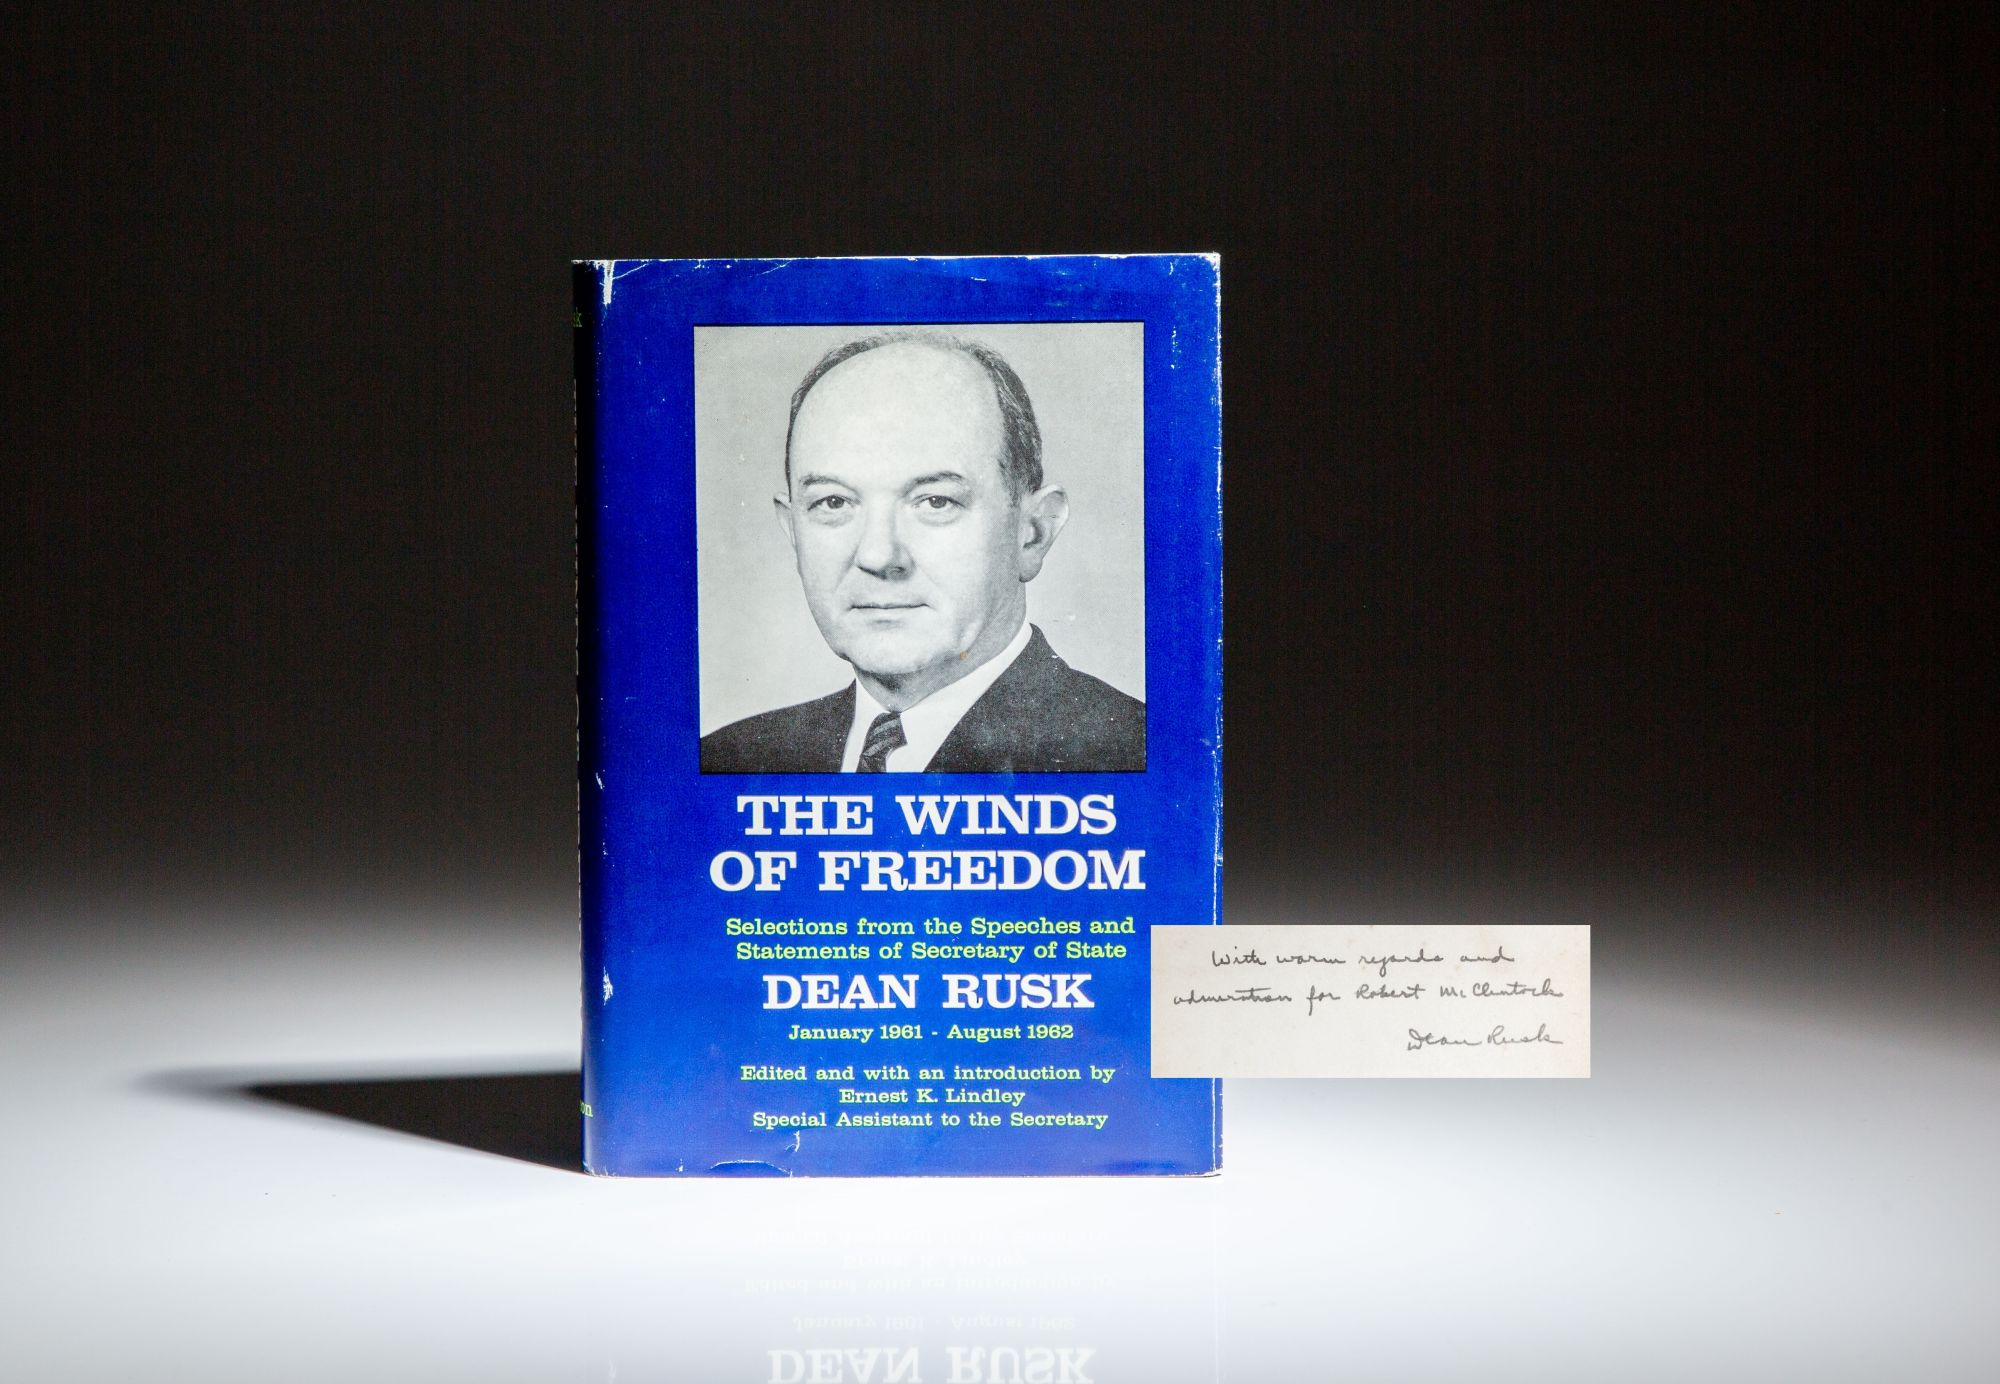 THE WINDS
OF FREEDOM
Selections from the Speeches and
Statements of Secretary of State
DEAN RUSK
January 1961 - August 1962
Edited and with an introduction by
Ernest K. Lindley
Special Assistant to the Secretary
With warm regards and
admiration for Robert McClintock
Dean Rusk